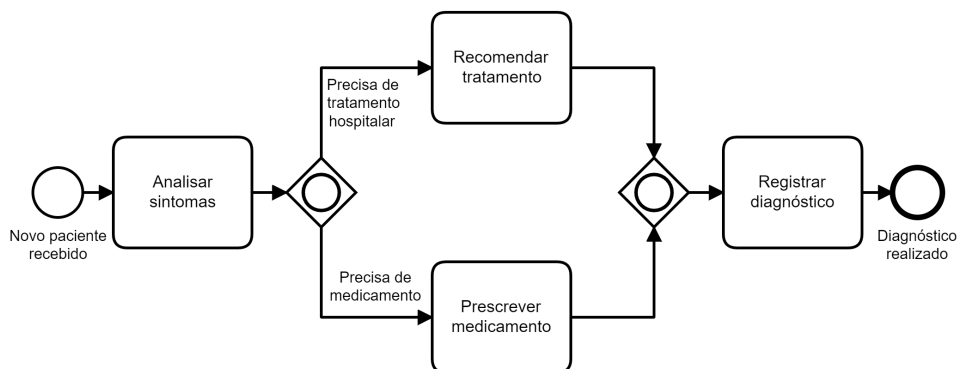 Novo paciente
recebido
Analisar
sintomas
Precisa de
tratamento
hospitalar
Recomendar
tratamento
Precisa de
medicamento
Prescrever
medicamento
Registrar
diagnóstico
Diagnóstico
realizado